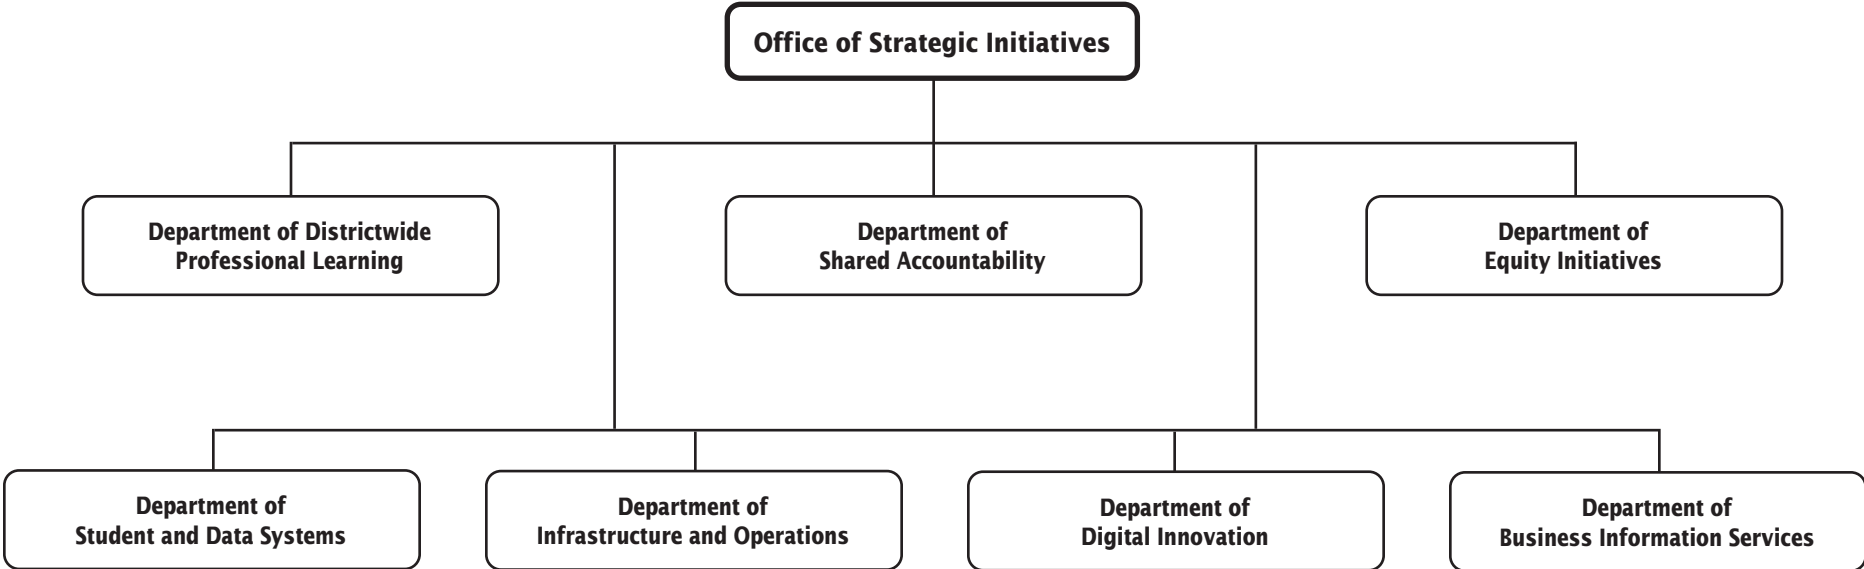 Office of Strategic Initiatives
Department of Districtwide
Professional Learning
Department of
Shared Accountability
Department of
Equity Initiatives
Department of
Student and Data Systems
Department of
Infrastructure and Operations
Department of
Digital Innovation
Department of
Business Information Services